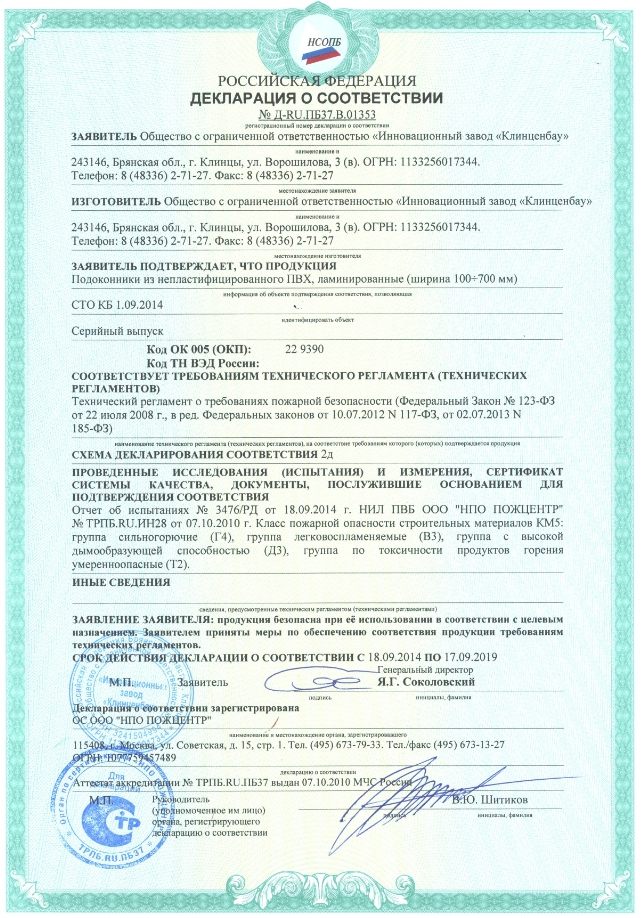 НСОПБ
РОССИЙСКАЯ ФЕДЕРАЦИЯ
ДЕКЛАРАЦИЯ О СООТВЕТСТВИИ
№ Д-RU.ПБ37.В.01353
регистрационный номер декларации о соответствии
ЗАЯВИТЕЛЬ Общество с ограниченной ответственностью «Инновационный завод «Клинценбау»
наименование и
243146, Брянская обл., г. Клинцы, ул. Ворошилова, 3 (в). ОГРН: 1133256017344.
Телефон: 8 (48336) 2-71-27. Факс: 8 (48336) 2-71-27
местонахождение заявителя
ИЗГОТОВИТЕЛЬ Общество с ограниченной ответственностью «Инновационный завод «Клинценбау»
наименование и
243146, Брянская обл., г. Клинцы, ул. Ворошилова, 3 (в). ОГРН: 1133256017344.
Телефон: 8 (48336) 2-71-27. Факс: 8 (48336) 2-71-27
местонахождение изготовителя
ЗАЯВИТЕЛЬ ПОДТВЕРЖДАЕТ, ЧТО ПРОДУКЦИЯ
Подоконники из непластифицированного ПВХ, ламинированные (ширина 100÷700 мм)
информация об объекте подтверждения соответствия, позволяющая
СТО КБ 1.09.2014
идентифицировать объект
Серийный выпуск
Код ОК 005 (ОКП): 22 9390
Код ТН ВЭД России:
СООТВЕТСТВУЕТ ТРЕБОВАНИЯМ ТЕХНИЧЕСКОГО РЕГЛАМЕНТА (ТЕХНИЧЕСКИХ
РЕГЛАМЕНТОВ)
Технический регламент о требованиях пожарной безопасности (Федеральный Закон № 123-ФЗ
от 22 июля 2008 г., в ред. Федеральных законов от 10.07.2012 N 117-ФЗ, от 02.07.2013 N
185-ФЗ)
наименование технического регламента (технических регламентов), на соответствие требованиям которого (которых) подтверждается продукция
СХЕМА ДЕКЛАРИРОВАНИЯ СООТВЕТСТВИЯ 2д
ПРОВЕДЕННЫЕ ИССЛЕДОВАНИЯ (ИСПЫТАНИЯ) И ИЗМЕРЕНИЯ, СЕРТИФИКАТ
СИСТЕМЫ КАЧЕСТВА, ДОКУМЕНТЫ, ПОСЛУЖИВШИЕ ОСНОВАНИЕМ ДЛЯ
ПОДТВЕРЖДЕНИЯ СООТВЕТСТВИЯ
Отчет об испытаниях № 3476/РД от 18.09.2014 г. НИЛ ПВБ ООО "НПО ПОЖЦЕНТР"
№ ТРПБ.RU.ИН28 от 07.10.2010 г. Класс пожарной опасности строительных материалов КМ5:
группа сильногорючие (Г4), группа легковоспламеняемые (В3), группа с высокой
дымообразующей способностью (Д3), группа по токсичности продуктов горения
умеренноопасные (Т2).
ИНЫЕ СВЕДЕНИЯ
сведения, предусмотренные техническим регламентом (техническими регламентами)
ЗАЯВЛЕНИЕ ЗАЯВИТЕЛЯ: продукция безопасна при её использовании в соответствии с целевым
назначением. Заявителем приняты меры по обеспечению соответствия продукции требованиям
технических регламентов.
СРОК ДЕЙСТВИЯ ДЕКЛАРАЦИИ О СООТВЕТСТВИИ С 18.09.2014 ПО 17.09.2019
Генеральный директор
М.П. Заявитель Я.Г. Соколовский
подпись инициалы, фамилия
Декларация о соответствии зарегистрирована
ОС ООО "НПО ПОЖЦЕНТР"
наименование и местонахождение органа, зарегистрировавшего
115408, г. Москва, ул. Советская, д. 15, стр. 1. Тел. (495) 673-79-33. Тел./факс (495) 673-13-27
ОГРН: 1077759457489
декларацию о соответствии
Аттестат аккредитации № ТРПБ.RU.ПБ37 выдан 07.10.2010 МЧС России
М.П. Руководитель В.Ю. Шитиков
(уполномоченное им лицо) подпись инициалы, фамилия
органа, регистрирующего
декларацию о соответствии
Для
деклараций
ТРПБ.RU.ПБ37